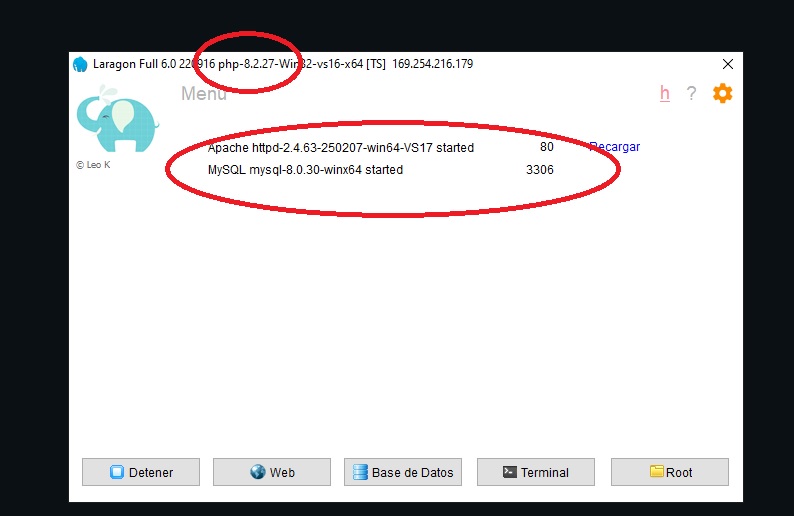 Laragon Full 6.0 220916 php-8.2.27-Win32-vs16-x64 [TS] 169.254.216.179
Menú
h ?
© Leo K
Apache httpd-2.4.63-250207-win64-VS17 started 80 Recargar
MySQL mysql-8.0.30-winx64 started 3306
Detener Web Base de Datos Terminal Root